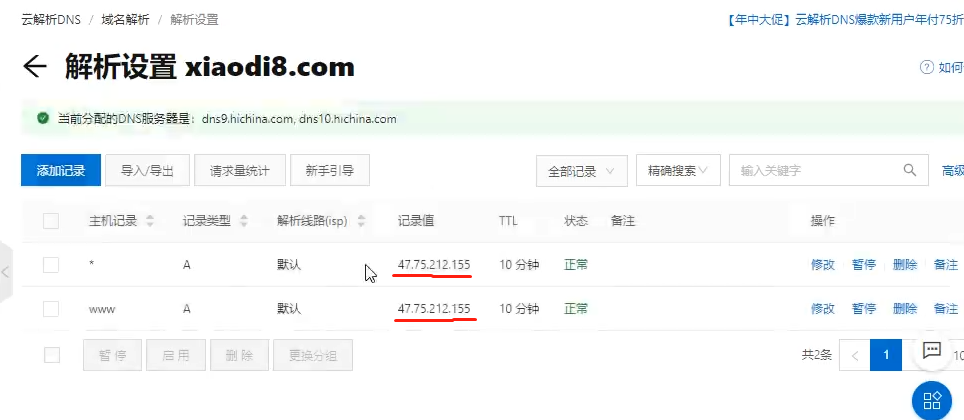 云解析DNS / 域名解析 / 解析设置 【年中大促】云解析DNS爆款新用户年付75折
← 解析设置 xiaodi8.com ? 如何
当前分配的DNS服务器是：dns9.hichina.com, dns10.hichina.com
添加记录 导入/导出 请求量统计 新手引导 全部记录 精确搜索 输入关键字 高级
主机记录 记录类型 解析线路(isp) 记录值 TTL 状态 备注 操作
* A 默认 47.75.212.155 10 分钟 正常 修改 暂停 删除 备注
www A 默认 47.75.212.155 10 分钟 正常 修改 暂停 删除 备注
暂停 启用 删除 更换分组 共2条 < 1 10